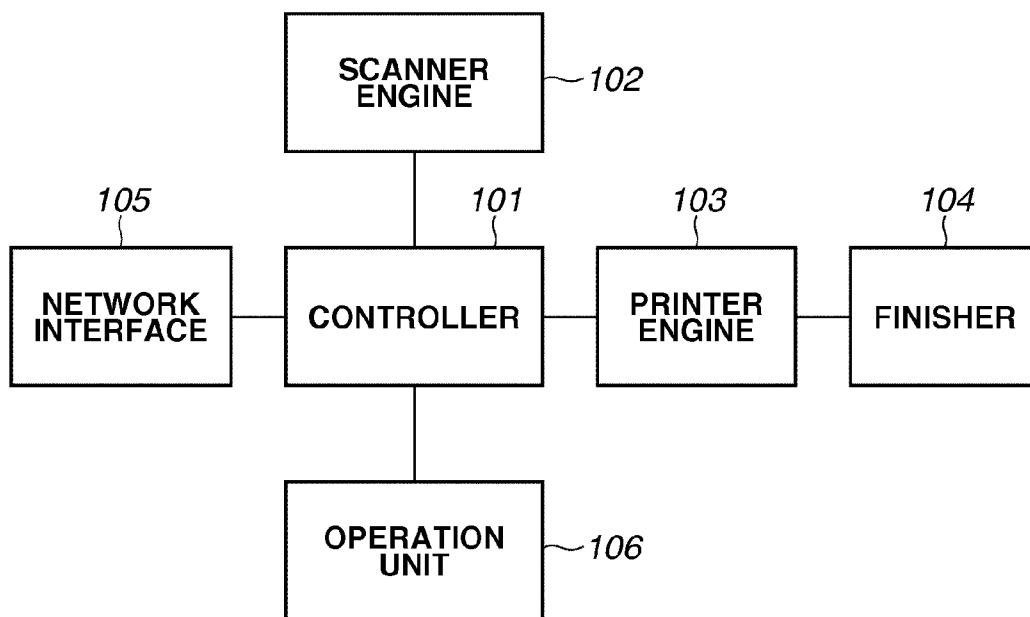 SCANNER
ENGINE
102
105
101
103
104
NETWORK
INTERFACE
CONTROLLER
PRINTER
ENGINE
FINISHER
OPERATION
UNIT
106